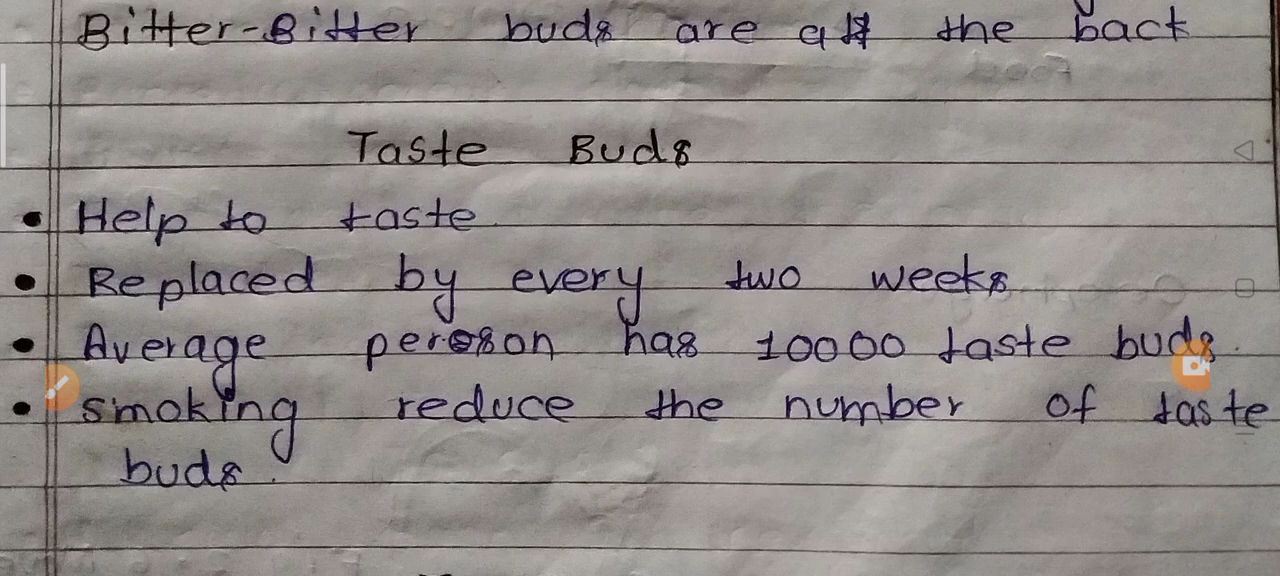 Bitter-Bitter buds are at the back
Taste Buds
Help to taste
Replaced by every two weeks
Average person has 10000 taste buds.
smoking reduce the number of taste
buds.